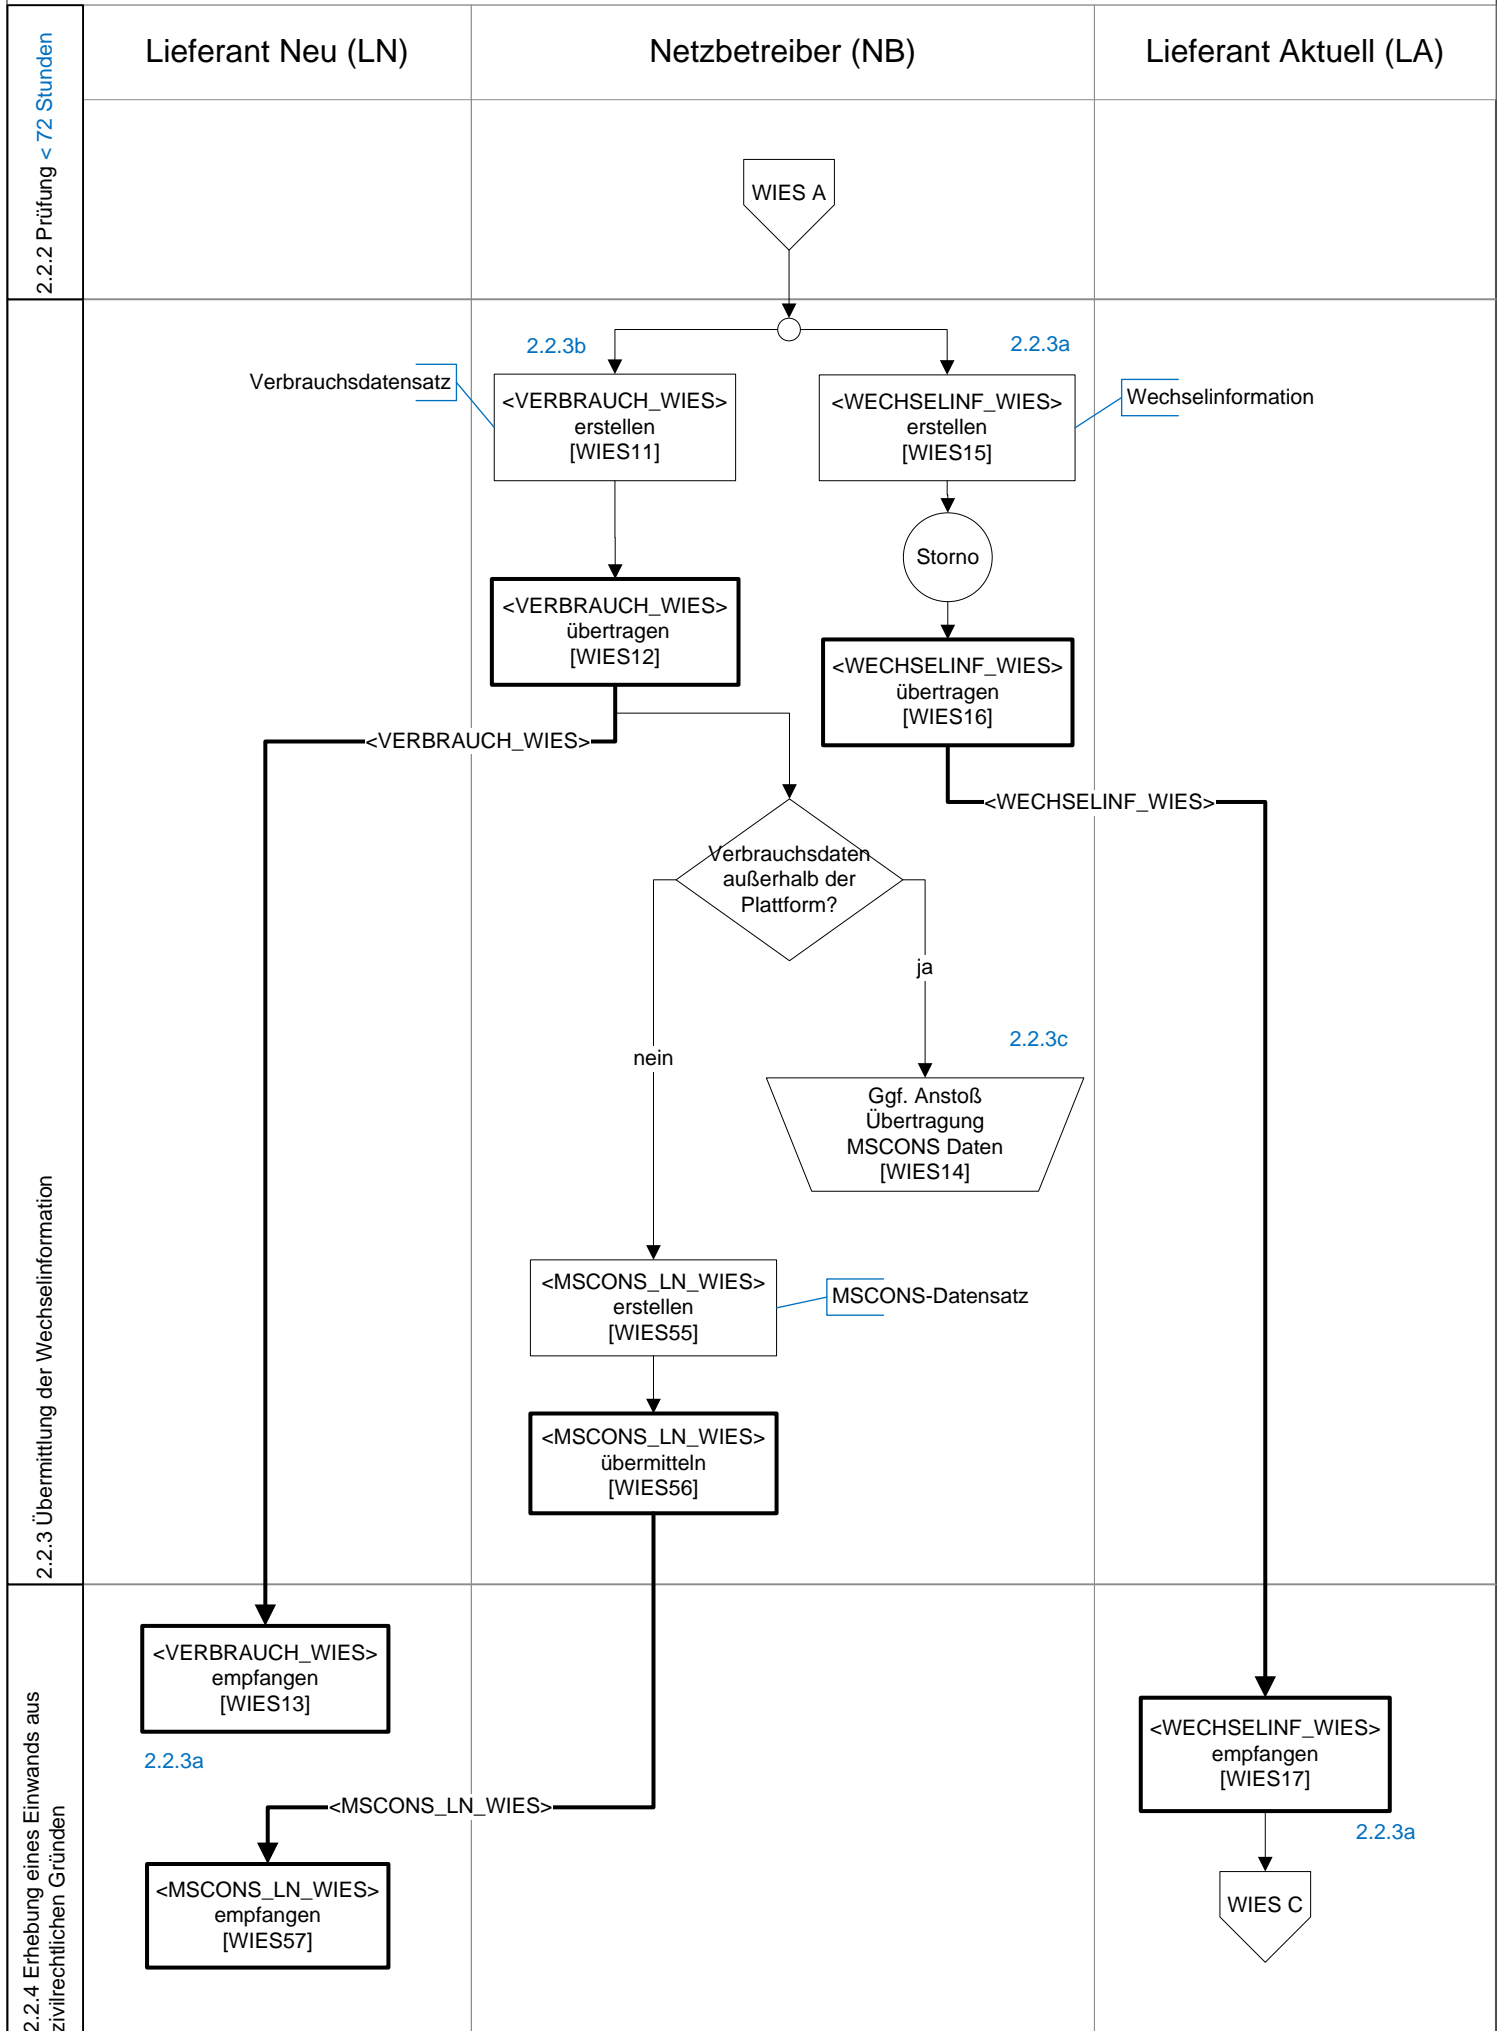 Lieferant Neu (LN)
Netzbetreiber (NB)
Lieferant Aktuell (LA)
2.2.2 Prüfung < 72 Stunden
WIES A
2.2.3 Übermittlung der Wechselinformation
2.2.3b
2.2.3a
Verbrauchsdatensatz
<VERBRAUCH_WIES>
erstellen
[WIES11]
<WECHSELINF_WIES>
erstellen
[WIES15]
Wechselinformation
Storno
<VERBRAUCH_WIES>
übertragen
[WIES12]
<WECHSELINF_WIES>
übertragen
[WIES16]
<VERBRAUCH_WIES>
<WECHSELINF_WIES>
Verbrauchsdaten
außerhalb der
Plattform?
ja
nein
2.2.3c
Ggf. Anstoß
Übertragung
MSCONS Daten
[WIES14]
<MSCONS_LN_WIES>
erstellen
[WIES55]
MSCONS-Datensatz
<MSCONS_LN_WIES>
übermitteln
[WIES56]
2.2.4 Erhebung eines Einwands aus
zivilrechtlichen Gründen
<VERBRAUCH_WIES>
empfangen
[WIES13]
2.2.3a
<WECHSELINF_WIES>
empfangen
[WIES17]
2.2.3a
<MSCONS_LN_WIES>
<MSCONS_LN_WIES>
empfangen
[WIES57]
WIES C